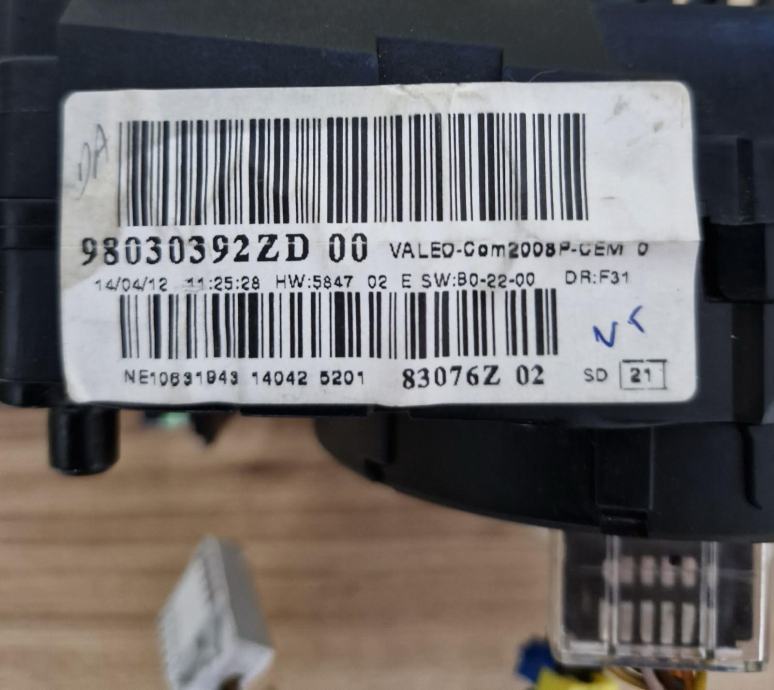 DA
98030392ZD 00 VALEO-Com2008P-CEM 0
14/04/12 11:25:28 HW:5847 02 E SW:B0-22-00 DR:F31
NE10631943 14042 5201 83076Z 02 SD 21